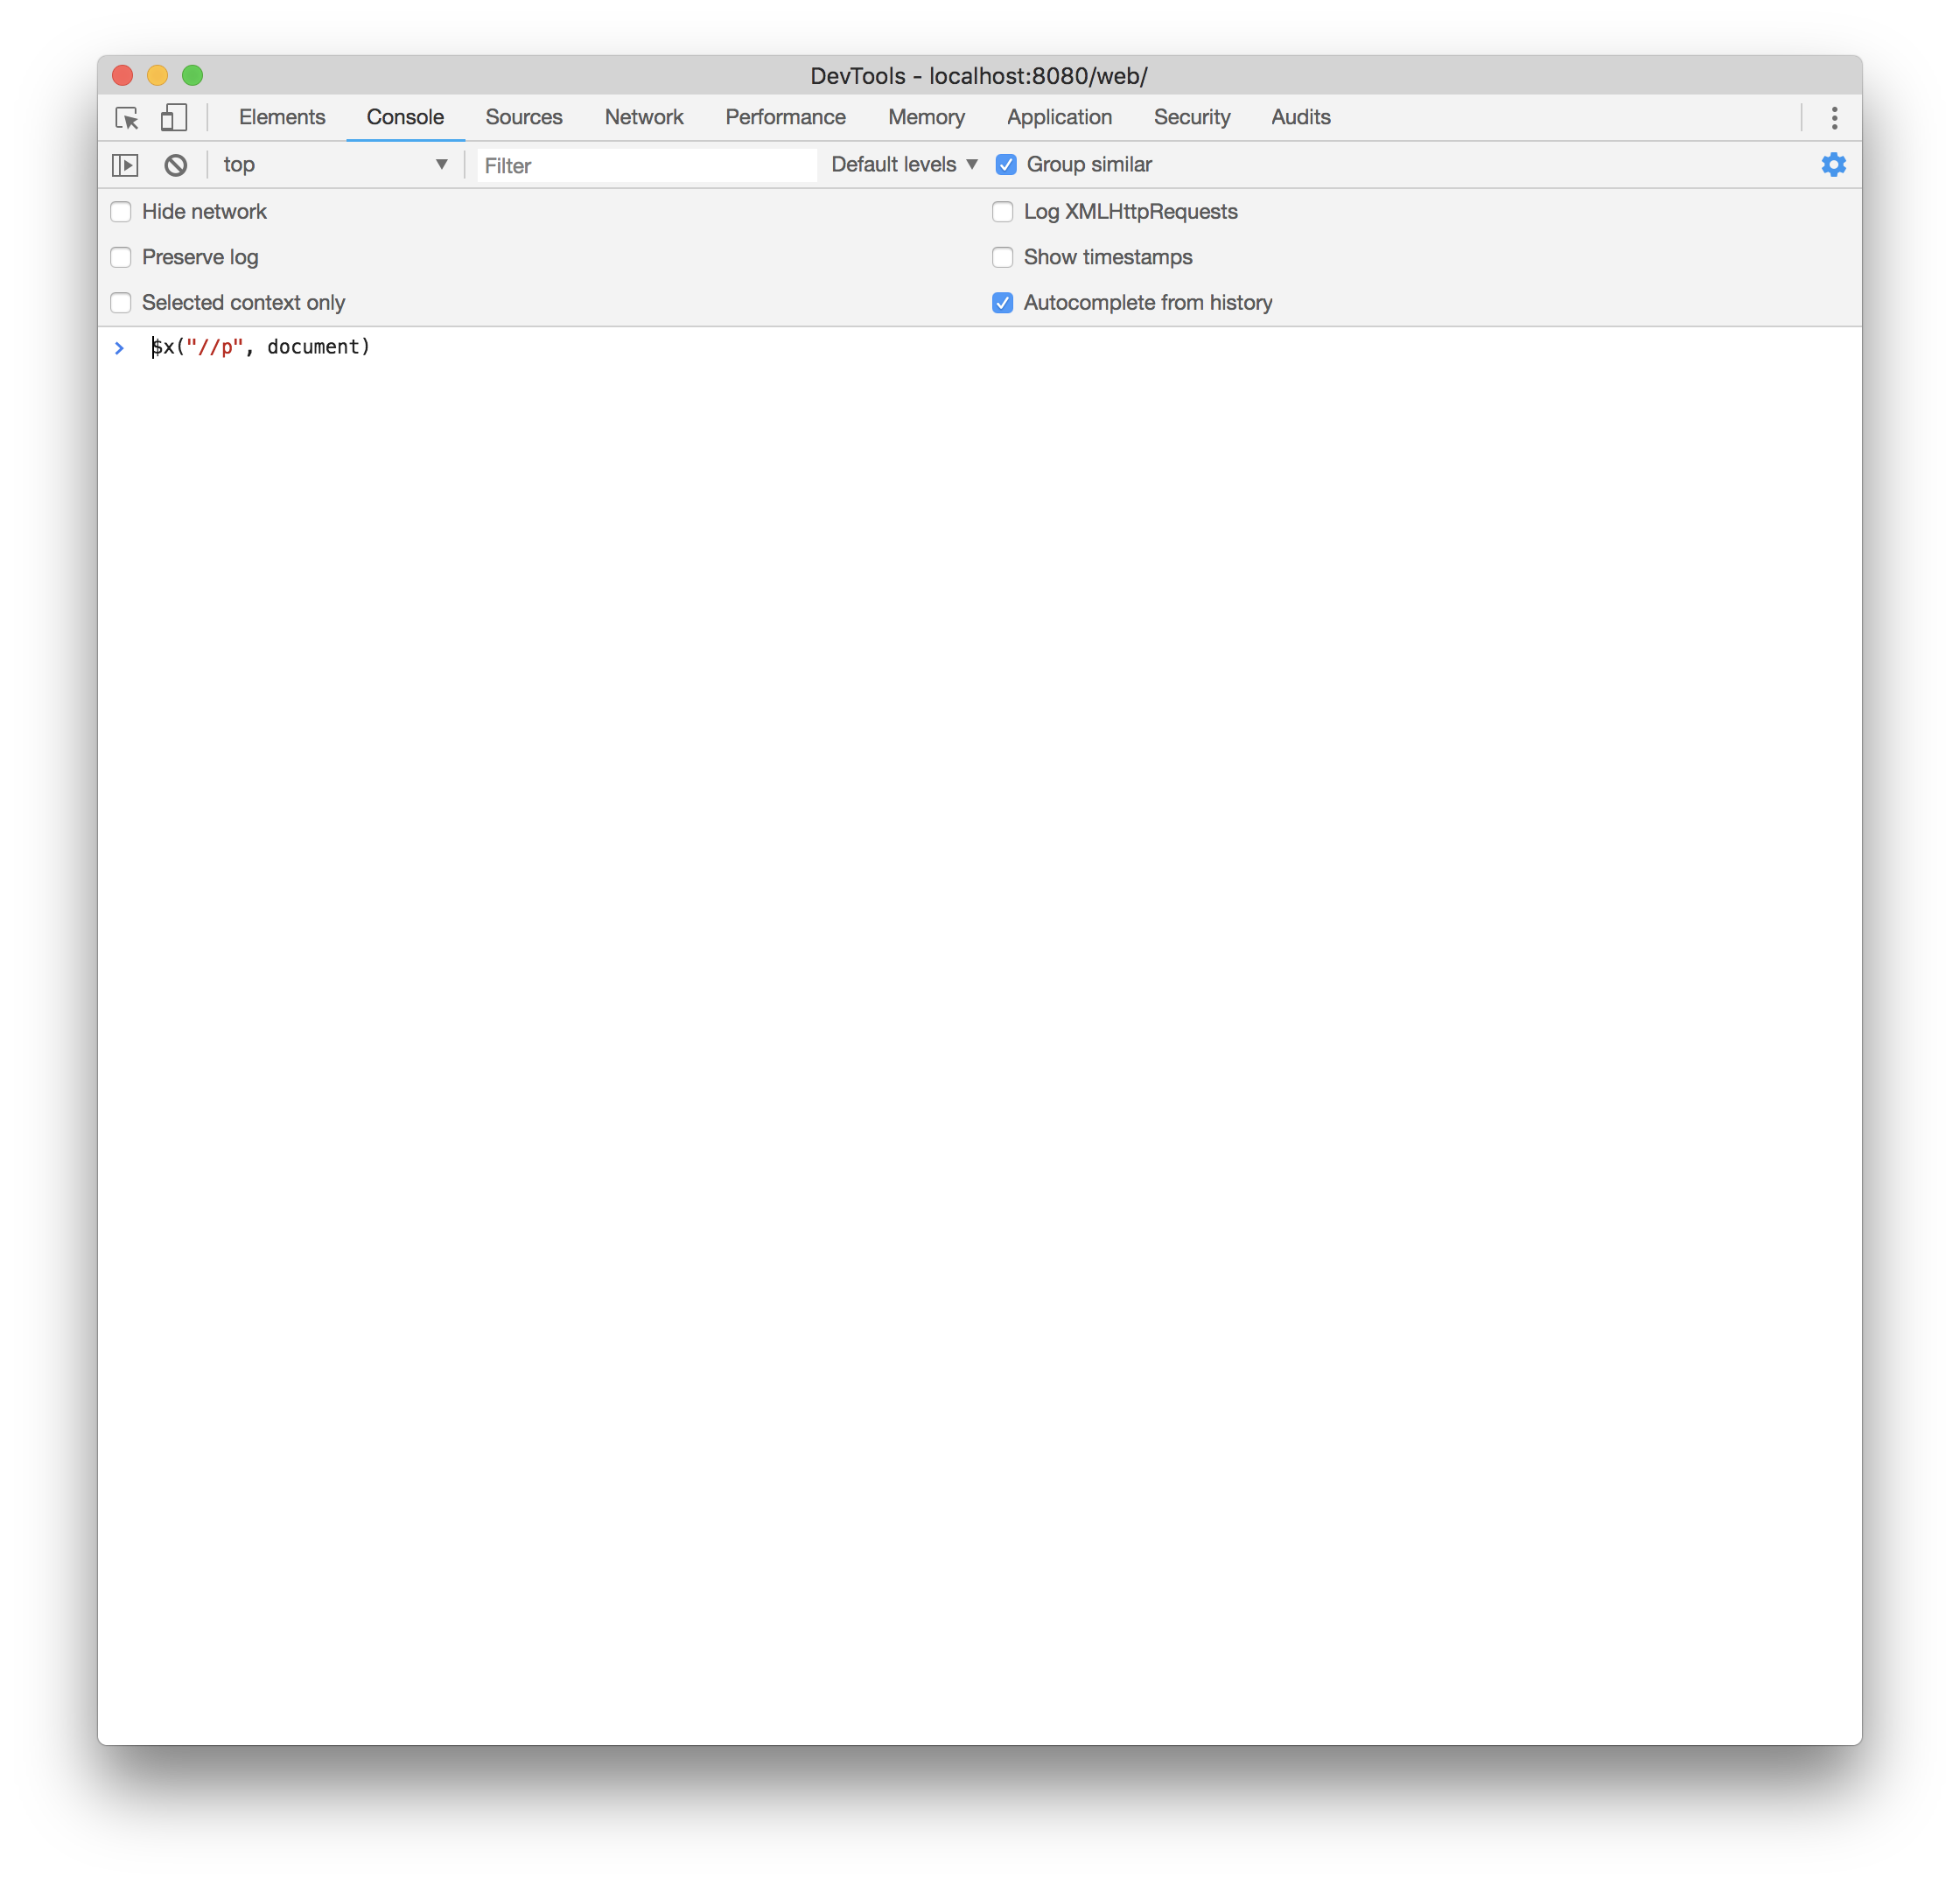 DevTools - localhost:8080/web/
Elements Console Sources Network Performance Memory Application Security Audits
top Filter Default levels Group similar
Hide network Log XMLHttpRequests
Preserve log Show timestamps
Selected context only Autocomplete from history
$x("//p", document)